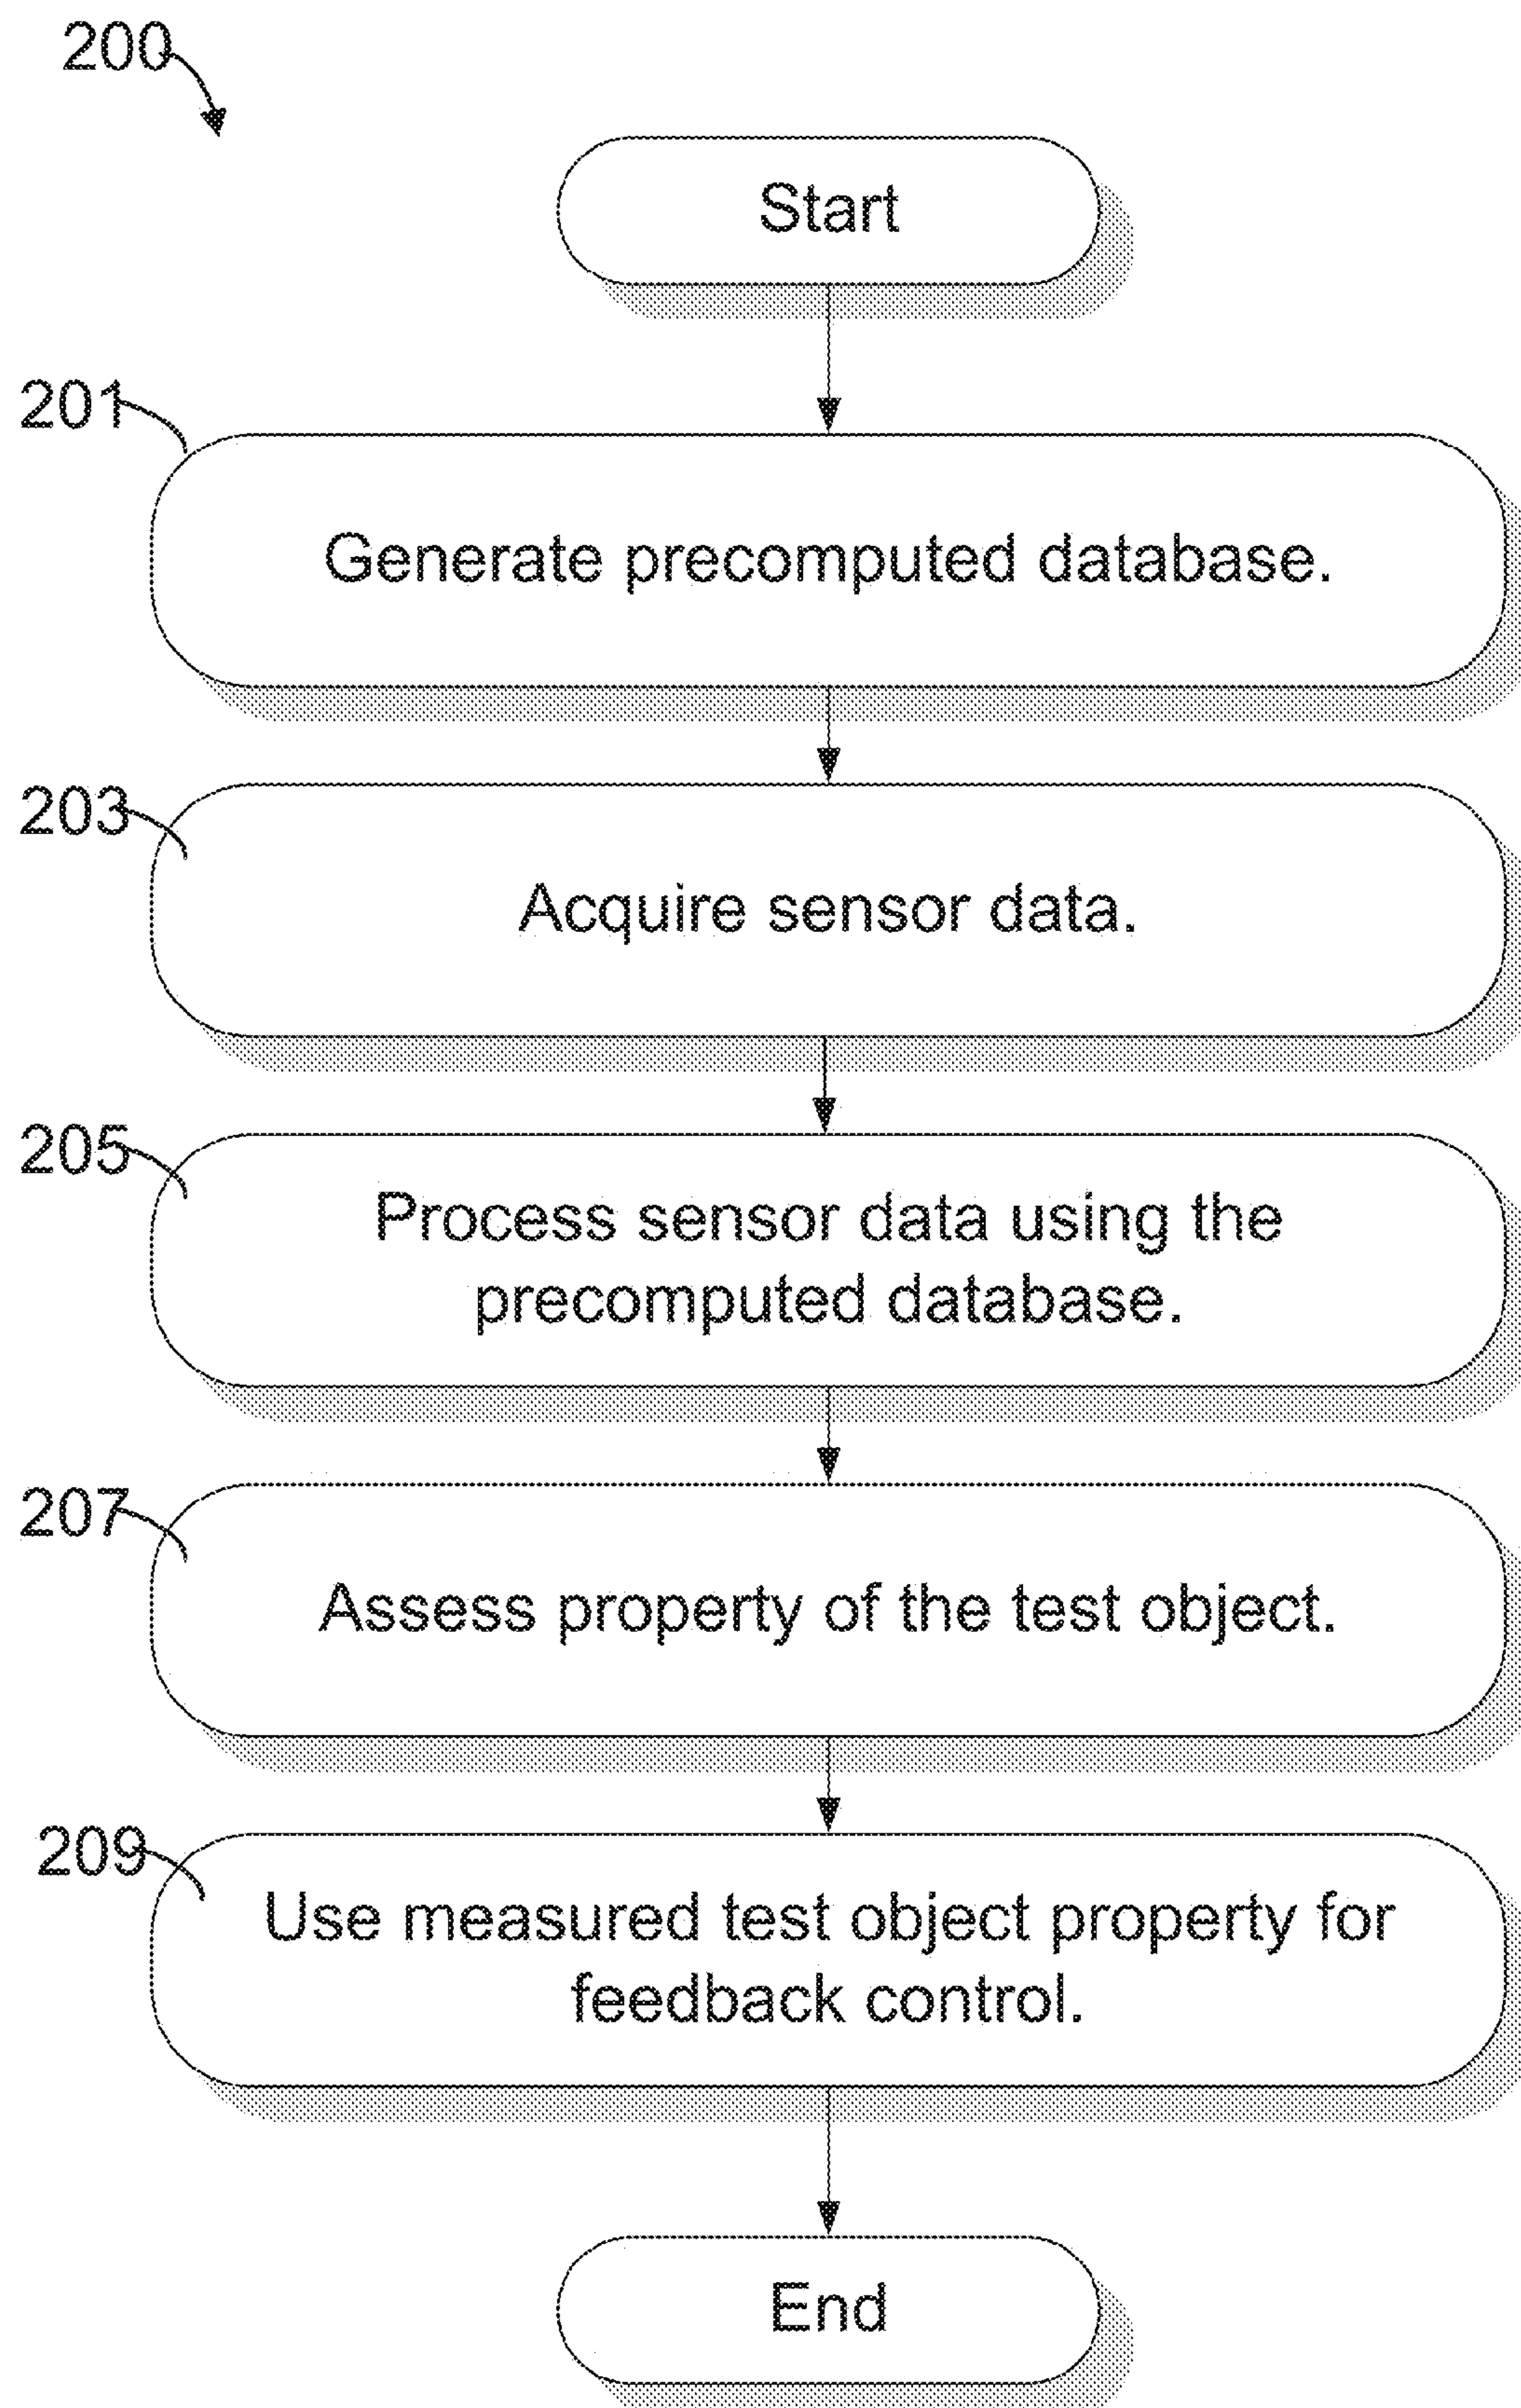 200
Start
201
Generate precomputed database.
203
Acquire sensor data.
205
Process sensor data using the
precomputed database.
207
Assess property of the test object.
209
Use measured test object property for
feedback control.
End